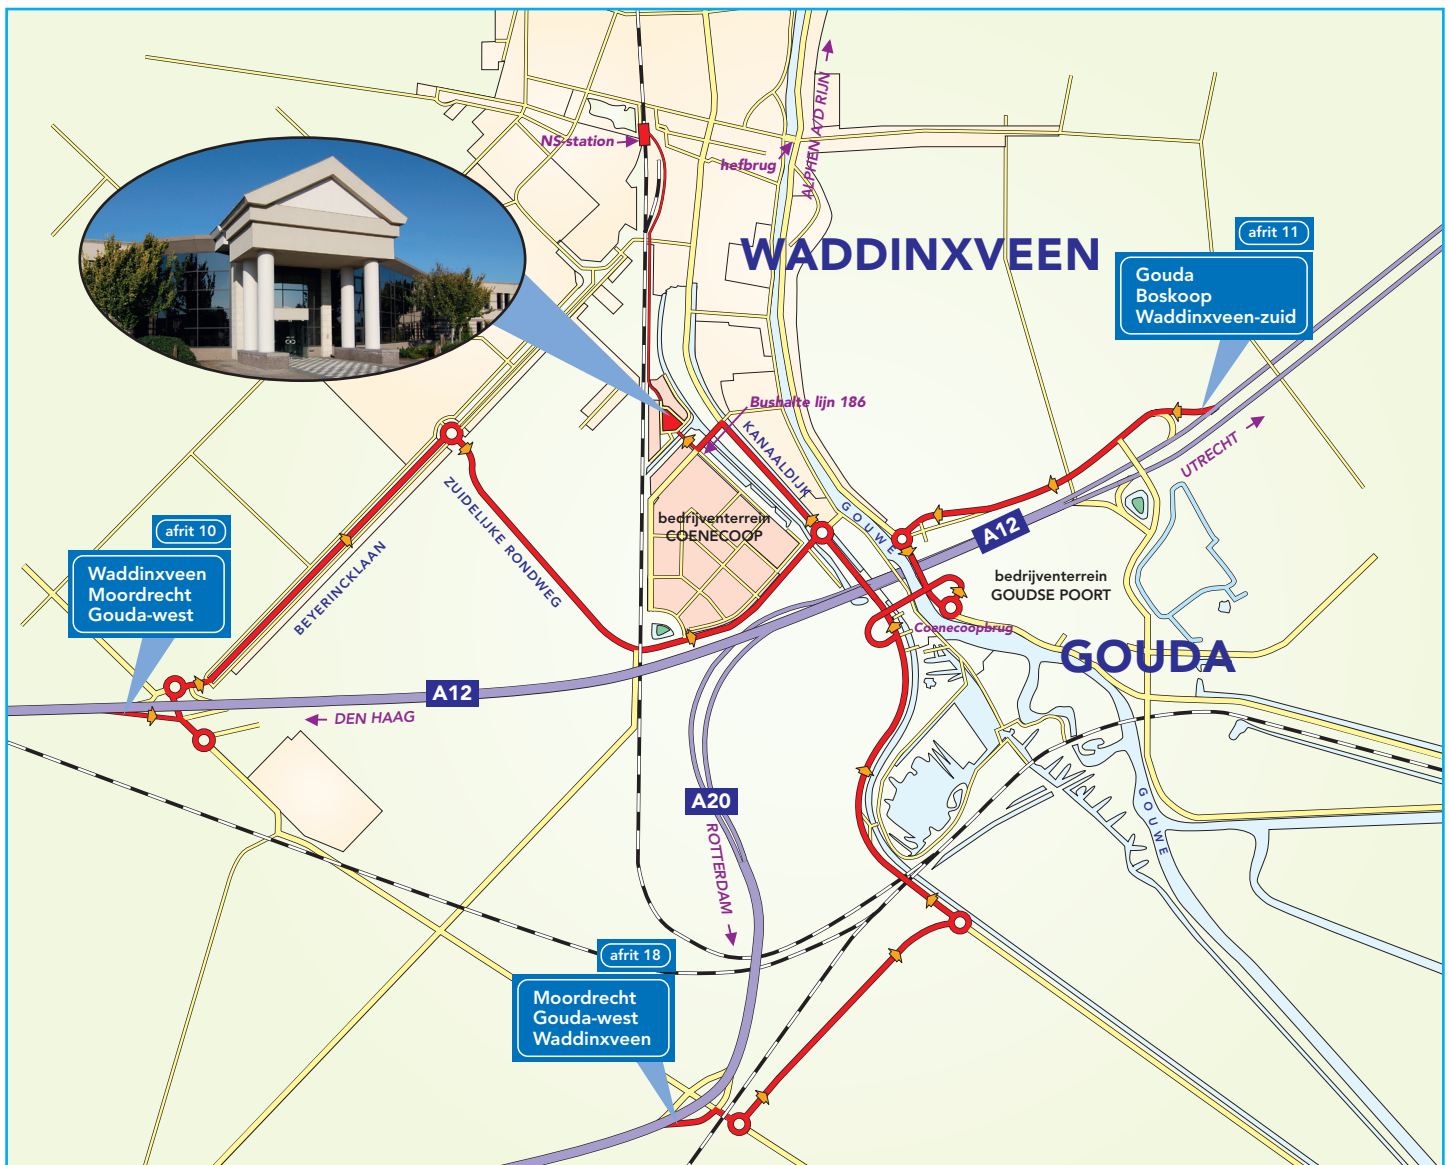 ALPHEN A/D RIJN
NS-station
hefbrug
WADDINXVEEN
afrit 11
Gouda
Boskoop
Waddinxveen-zuid
Bushalte lijn 186
KANAALDIJK
UTRECHT
ZUIDELIJKE RONDWEG
GOUWE
bedrijventerrein
COENECOOP
A12
afrit 10
Waddinxveen
Moordrecht
Gouda-west
BEYERINCKLAAN
bedrijventerrein
GOUDSE POORT
Coenecoopbrug
GOUDA
A12
DEN HAAG
A20
ROTTERDAM
GOUWE
afrit 18
Moordrecht
Gouda-west
Waddinxveen